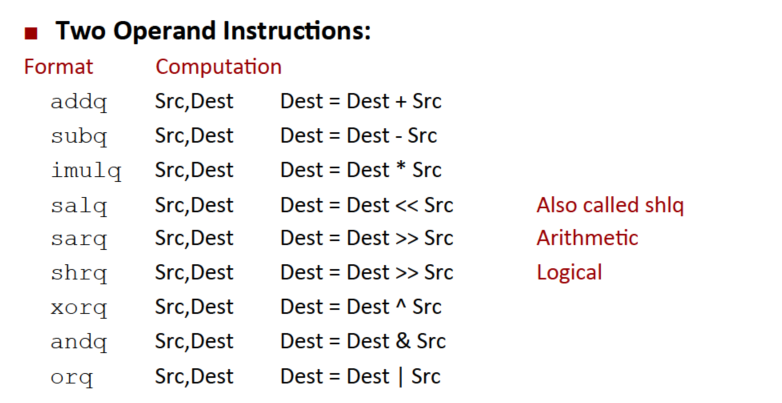 Two Operand Instructions:
Format Computation
addq Src,Dest Dest = Dest + Src
subq Src,Dest Dest = Dest - Src
imulq Src,Dest Dest = Dest * Src
salq Src,Dest Dest = Dest << Src Also called shlq
sarq Src,Dest Dest = Dest >> Src Arithmetic
shrq Src,Dest Dest = Dest >> Src Logical
xorq Src,Dest Dest = Dest ^ Src
andq Src,Dest Dest = Dest & Src
orq Src,Dest Dest = Dest | Src